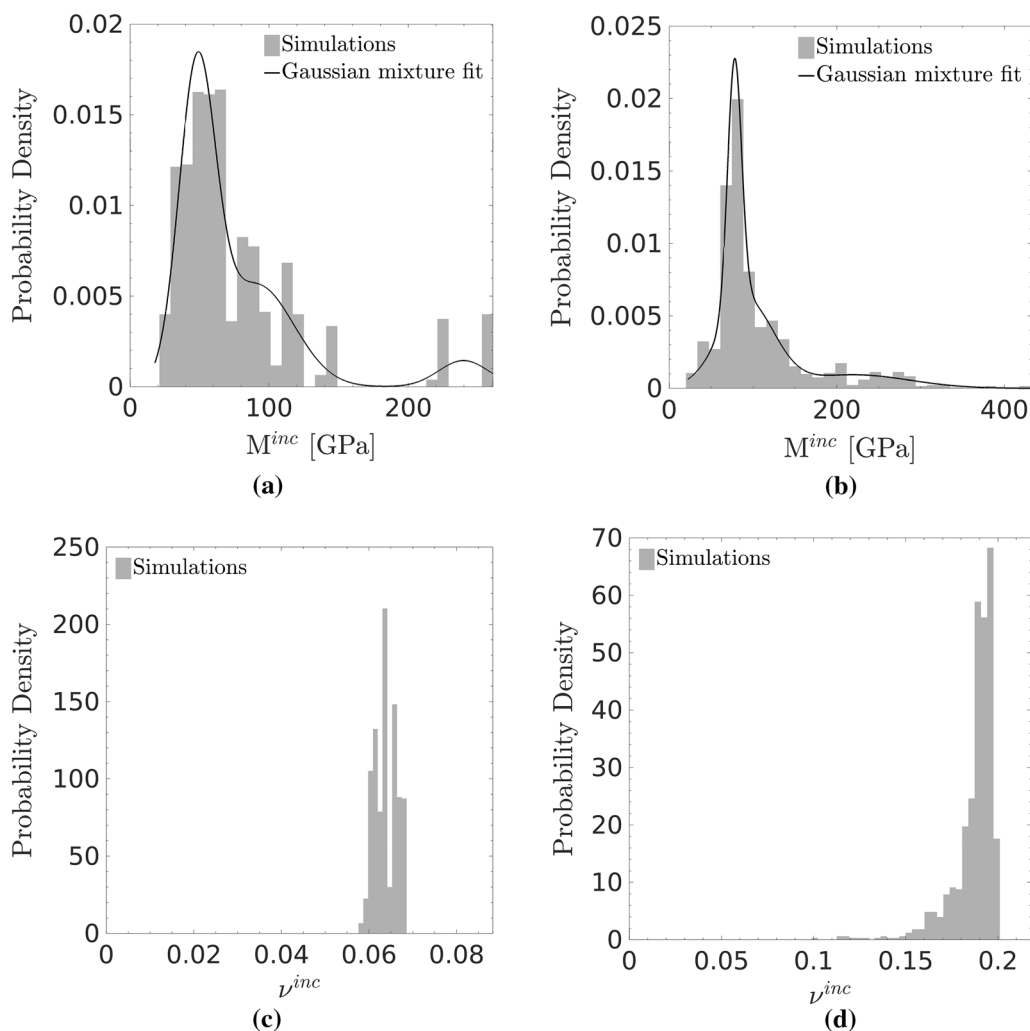 0.02
0.015
0.01
0.005
0
0 100 200
Probability Density
M^inc [GPa]
Simulations
Gaussian mixture fit
(a)
0.025
0.02
0.015
0.01
0.005
0
0 200 400
Probability Density
M^inc [GPa]
Simulations
Gaussian mixture fit
(b)
250
200
150
100
50
0
0 0.02 0.04 0.06 0.08
Probability Density
ν^inc
Simulations
(c)
70
60
50
40
30
20
10
0
0 0.05 0.1 0.15 0.2
Probability Density
ν^inc
Simulations
(d)